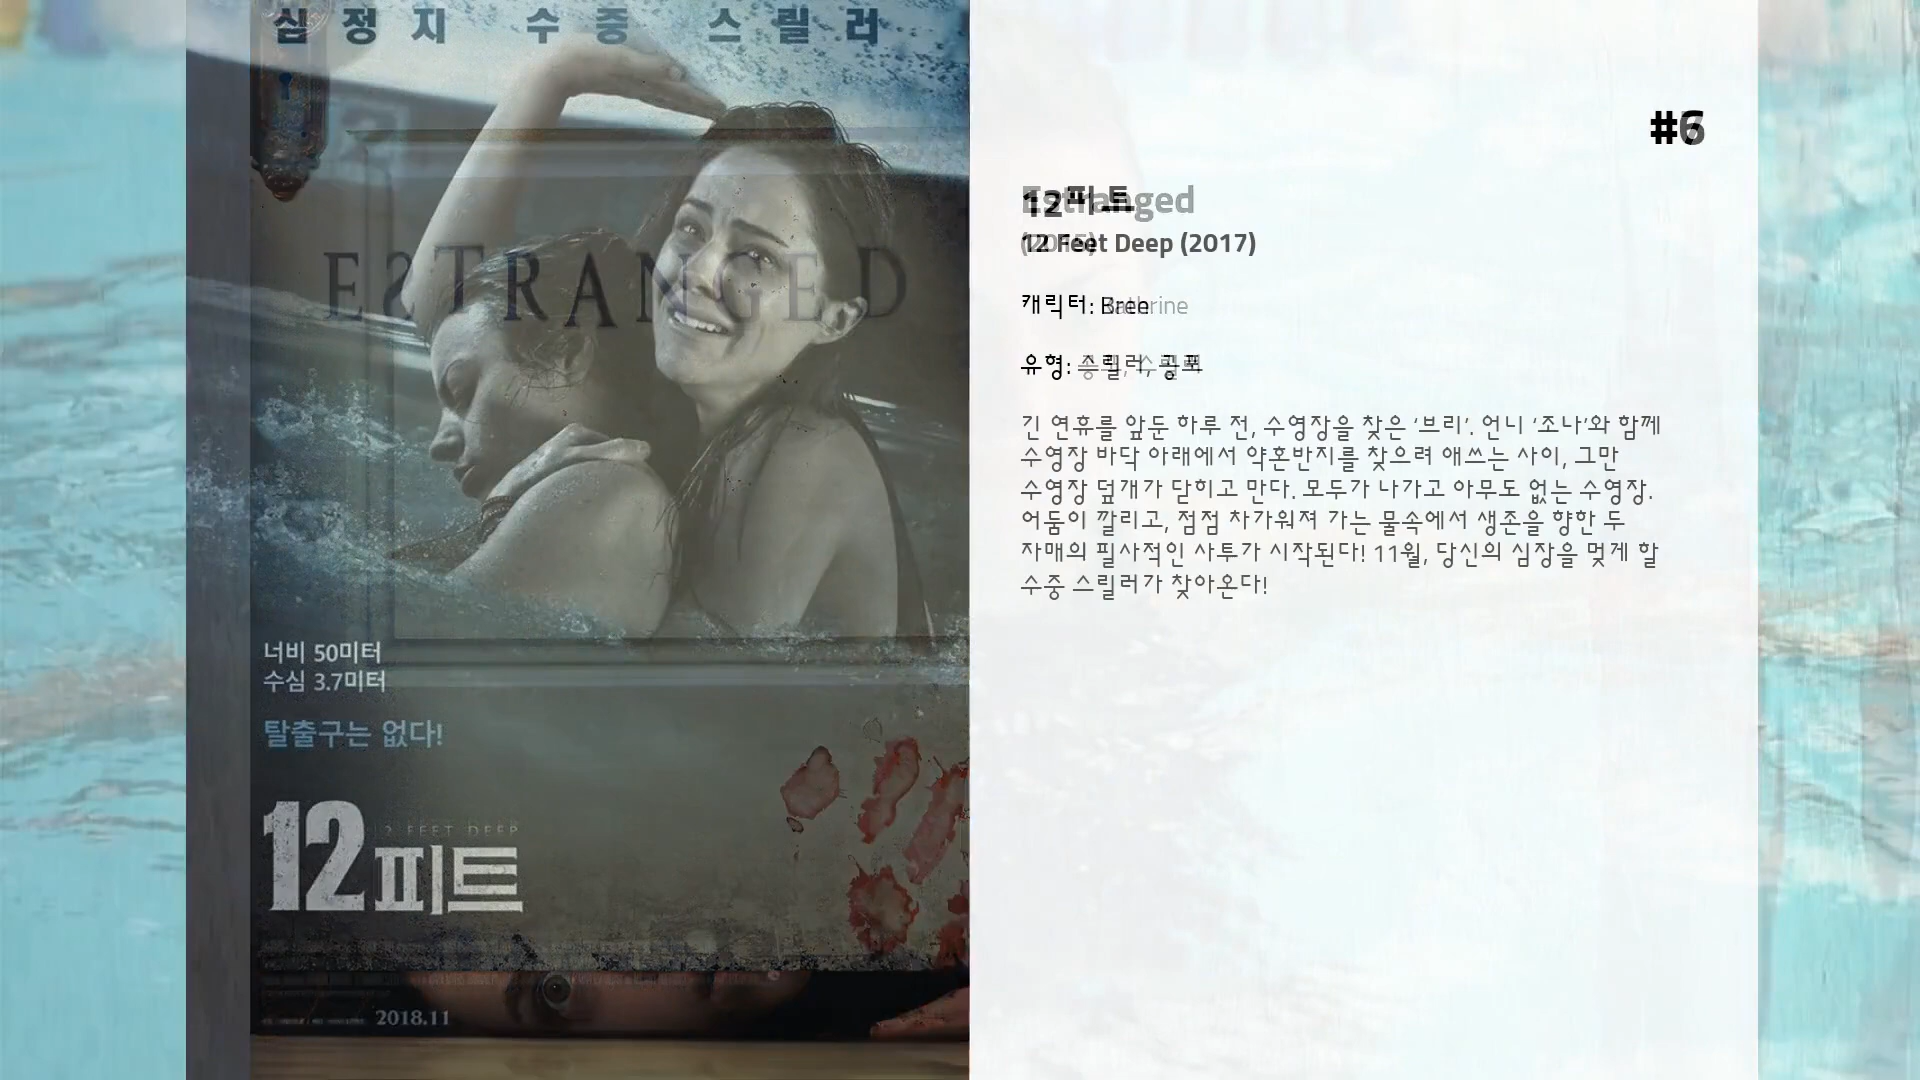 심정지 수중 스릴러
ESTRANGED
너비 50미터
수심 3.7미터
탈출구는 없다!
12 FEET DEEP
12피트
2018.11
#6
Estranged
12피트
12 Feet Deep (2017)
캐릭터: Bree
유형: 스릴러, 공포
긴 연휴를 앞둔 하루 전, 수영장을 찾은 ‘브리’. 언니 ‘조나’와 함께
수영장 바닥 아래에서 약혼반지를 찾으려 애쓰는 사이, 그만
수영장 덮개가 닫히고 만다. 모두가 나가고 아무도 없는 수영장.
어둠이 깔리고, 점점 차가워져 가는 물속에서 생존을 향한 두
자매의 필사적인 사투가 시작된다! 11월, 당신의 심장을 멎게 할
수중 스릴러가 찾아온다!